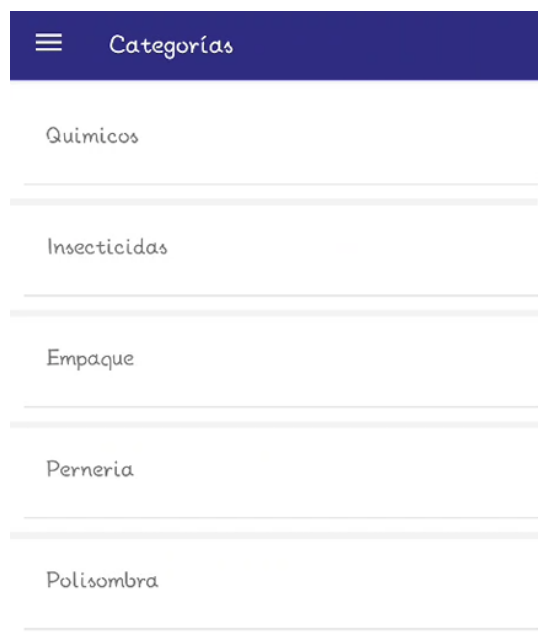 Categorías
Quimicos
Insecticidas
Empaque
Perneria
Polisombra